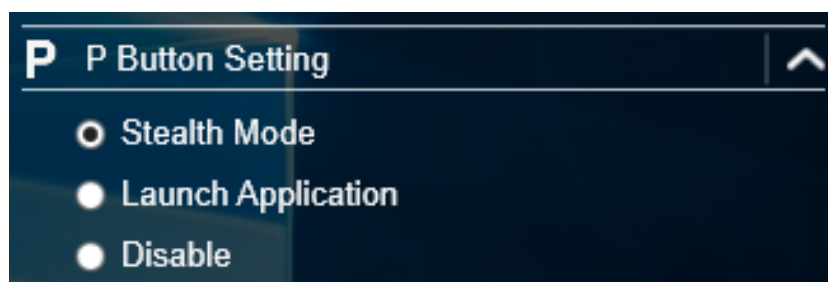 P P Button Setting
Stealth Mode
Launch Application
Disable